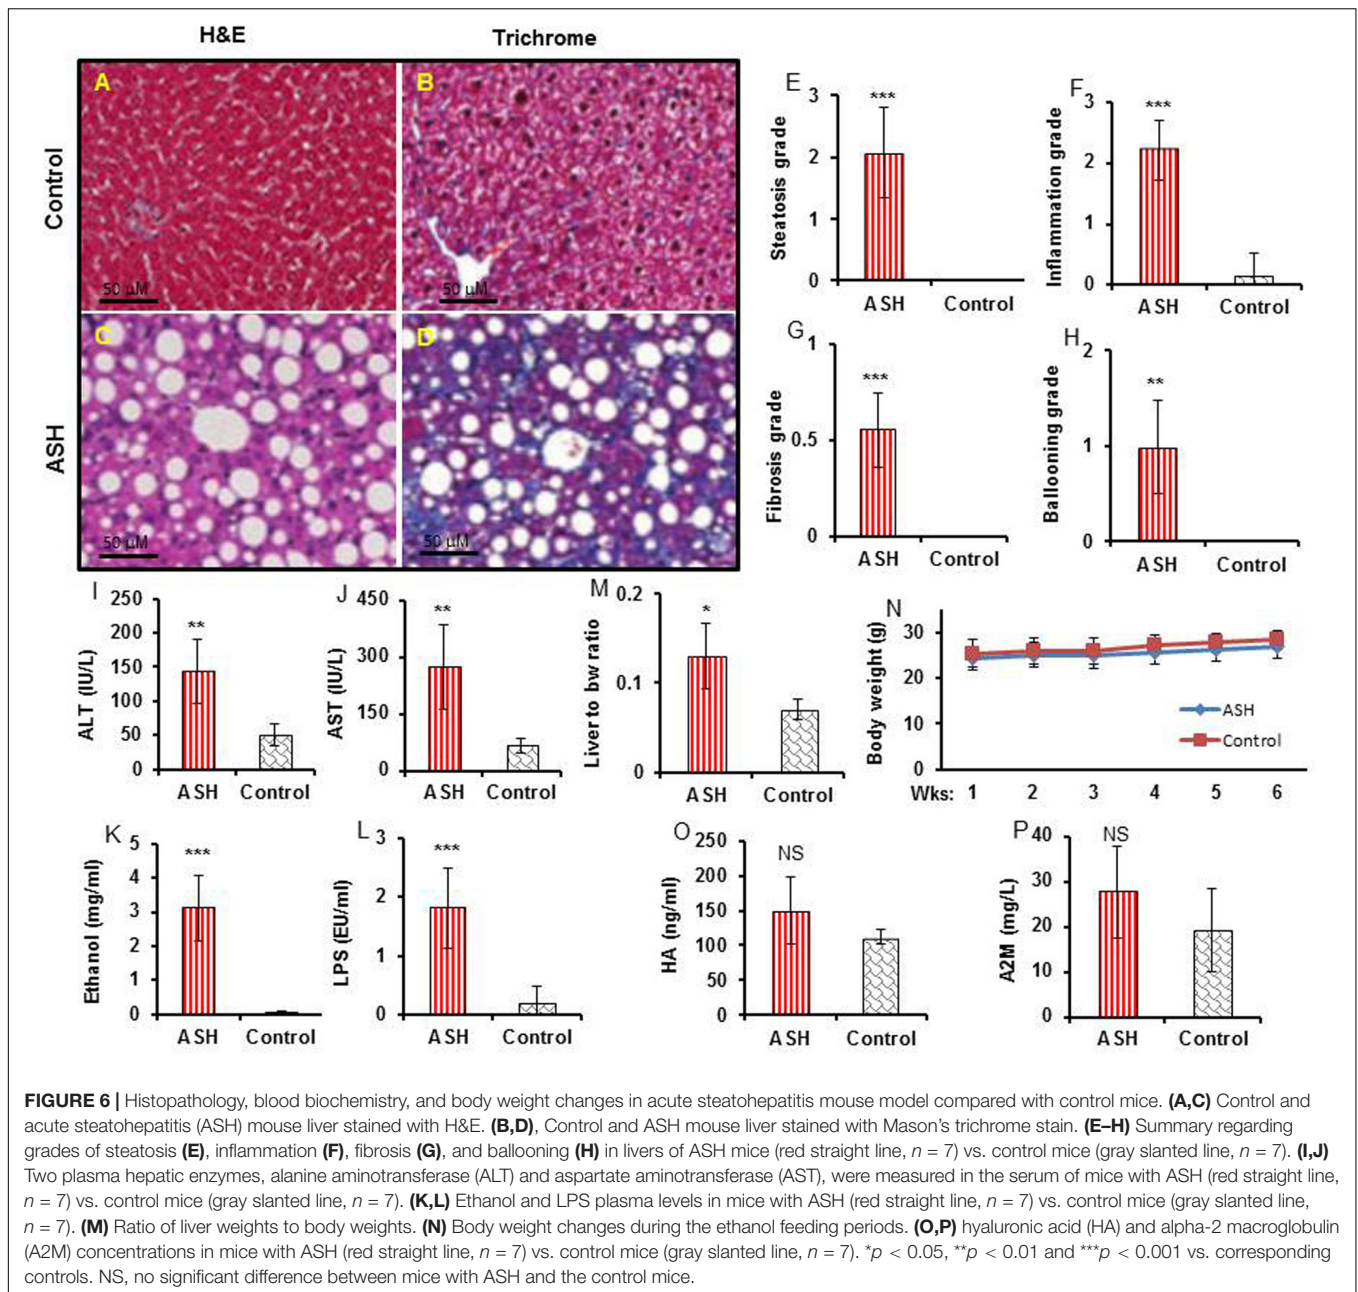 H&E
Trichrome
Control
ASH
A
B
C
D
50 µM
50 µM
50 µM
50 µM
E
Steatosis grade
3
2
1
0
***
ASH
Control
F
Inflammation grade
3
2
1
0
***
ASH
Control
G
Fibrosis grade
1
0.5
0
***
ASH
Control
H
Ballooning grade
2
1
0
**
ASH
Control
I
ALT (IU/L)
250
200
150
100
50
0
**
ASH
Control
J
AST (IU/L)
450
300
150
0
**
ASH
Control
M
Liver to bw ratio
0.2
0.1
0
*
ASH
Control
N
Body weight (g)
30
20
10
0
ASH
Control
Wks: 1 2 3 4 5 6
K
Ethanol (mg/ml)
5
4
3
2
1
0
***
ASH
Control
L
LPS (EU/ml)
3
2
1
0
***
ASH
Control
O
HA (ng/ml)
250
200
150
100
50
0
NS
ASH
Control
P
A2M (mg/L)
40
30
20
10
0
NS
ASH
Control
FIGURE 6 | Histopathology, blood biochemistry, and body weight changes in acute steatohepatitis mouse model compared with control mice. (A,C) Control and
acute steatohepatitis (ASH) mouse liver stained with H&E. (B,D), Control and ASH mouse liver stained with Mason's trichrome stain. (E–H) Summary regarding
grades of steatosis (E), inflammation (F), fibrosis (G), and ballooning (H) in livers of ASH mice (red straight line, n = 7) vs. control mice (gray slanted line, n = 7). (I,J)
Two plasma hepatic enzymes, alanine aminotransferase (ALT) and aspartate aminotransferase (AST), were measured in the serum of mice with ASH (red straight line,
n = 7) vs. control mice (gray slanted line, n = 7). (K,L) Ethanol and LPS plasma levels in mice with ASH (red straight line, n = 7) vs. control mice (gray slanted line,
n = 7). (M) Ratio of liver weights to body weights. (N) Body weight changes during the ethanol feeding periods. (O,P) hyaluronic acid (HA) and alpha-2 macroglobulin
(A2M) concentrations in mice with ASH (red straight line, n = 7) vs. control mice (gray slanted line, n = 7). *p < 0.05, **p < 0.01 and ***p < 0.001 vs. corresponding
controls. NS, no significant difference between mice with ASH and the control mice.